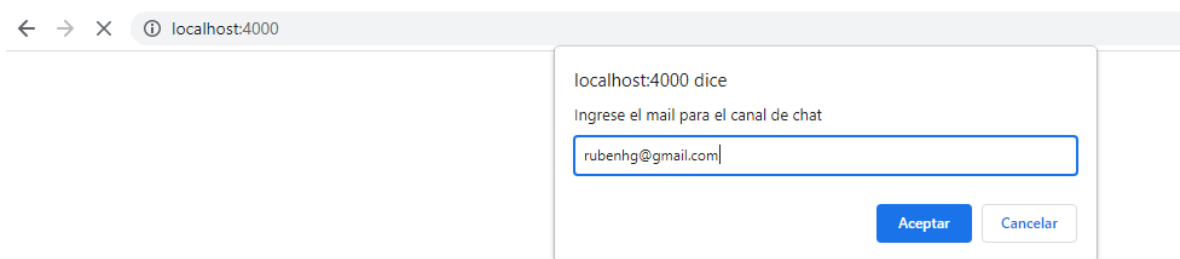 localhost:4000
localhost:4000 dice
Ingrese el mail para el canal de chat
rubenhg@gmail.com
Aceptar Cancelar